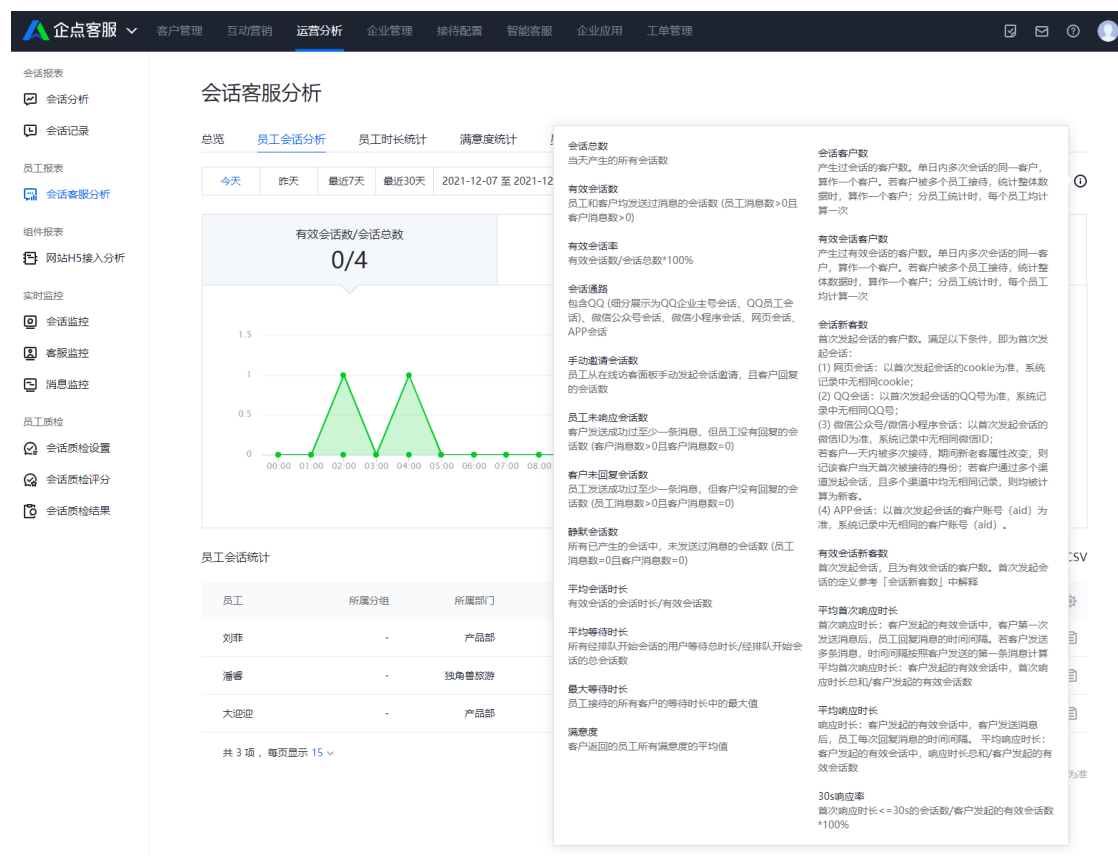 企点客服
客户管理
互动营销
运营分析
企业管理
接待配置
智能客服
企业应用
工单管理
会话报表
会话分析
会话记录
员工报表
会话客服分析
组件报表
网站H5接入分析
实时监控
会话监控
客服监控
消息监控
员工质检
会话质检设置
会话质检评分
会话质检结果
会话客服分析
总览
员工会话分析
员工时长统计
满意度统计
今天
昨天
最近7天
最近30天
2021-12-07 至 2021-12
有效会话数/会话总数
0/4
1.5
1
0.5
0
00:00 01:00 02:00 03:00 04:00 05:00 06:00 07:00 08:00
员工会话统计
CSV
员工
所属分组
所属部门
刘菲
-
产品部
潘睿
-
独角兽旅游
大迎迎
-
产品部
共 3 项 ，每页显示 15
为准
会话总数
当天产生的所有会话数
有效会话数
员工和客户均发送过消息的会话数 (员工消息数>0且
客户消息数>0)
有效会话率
有效会话数/会话总数*100%
会话通路
包含QQ (细分展示为QQ企业主号会话、QQ员工会
话)、微信公众号会话、微信小程序会话、网页会话、
APP会话
手动邀请会话数
员工从在线访客面板手动发起会话邀请，且客户回复
的会话数
员工未响应会话数
客户发送成功过至少一条消息，但员工没有回复的会
话数 (客户消息数>0且客户消息数=0)
客户未回复会话数
员工发送成功过至少一条消息，但客户没有回复的会
话数 (员工消息数>0且客户消息数=0)
静默会话数
所有已产生的会话中，未发送过消息的会话数 (员工
消息数=0且客户消息数=0)
平均会话时长
有效会话的会话时长/有效会话数
平均等待时长
所有经排队开始会话的用户等待总时长/经排队开始会
话的总会话数
最大等待时长
员工接待的所有客户的等待时长中的最大值
满意度
客户返回的员工所有满意度的平均值
会话客户数
产生过会话的客户数。单日内多次会话的同一客户，
算作一个客户。若客户被多个员工接待，统计整体数
据时，算作一个客户；分员工统计时，每个员工均计
算一次
有效会话客户数
产生过有效会话的客户数。单日内多次会话的同一客
户，算作一个客户。若客户被多个员工接待，统计整
体数据时，算作一个客户；分员工统计时，每个员工
均计算一次
会话新客数
首次发起会话的客户数。满足以下条件，即为首次发
起会话：
(1) 网页会话：以首次发起会话的cookie为准，系统
记录中无相同cookie；
(2) QQ会话：以首次发起会话的QQ号为准，系统记
录中无相同QQ号；
(3) 微信公众号/微信小程序会话：以首次发起会话的
微信ID为准，系统记录中无相同微信ID；
若客户一天内被多次接待，期间新老客属性改变，则
记该客户当天首次被接待的身份；若客户通过多个渠
道发起会话，且多个渠道中均无相同记录，则均被计
算为新客。
(4) APP会话：以首次发起会话的客户账号（aid）为
准，系统记录中无相同的客户账号（aid）。
有效会话新客数
首次发起会话，且为有效会话的客户数。首次发起会
话的定义参考「会话新客数」中解释
平均首次响应时长
首次响应时长：客户发起的有效会话中，客户第一次
发送消息后，员工回复消息的时间间隔。若客户发送
多条消息，时间间隔按照客户发送的第一条消息计算
平均首次响应时长：客户发起的有效会话中，首次响
应时长总和/客户发起的有效会话数
平均响应时长
响应时长：客户发起的有效会话中，客户发送消息
后，员工每次回复消息的时间间隔。 平均响应时长：
客户发起的有效会话中，响应时长总和/客户发起的有
效会话数
30s响应率
首次响应时长<=30s的会话数/客户发起的有效会话数
*100%